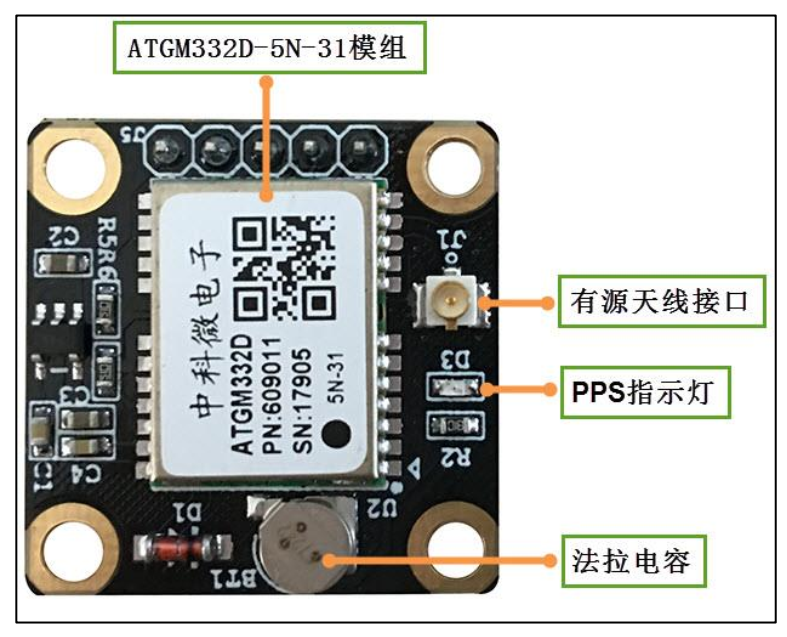 ATGM332D-5N-31模组
J5
C2
R5R6
J1
中科微电子
ATGM332D
PN:609011
SN:17905
5N-31
有源天线接口
D3
PPS指示灯
R2
C3
C1
C4
U2
D1
BT1
法拉电容